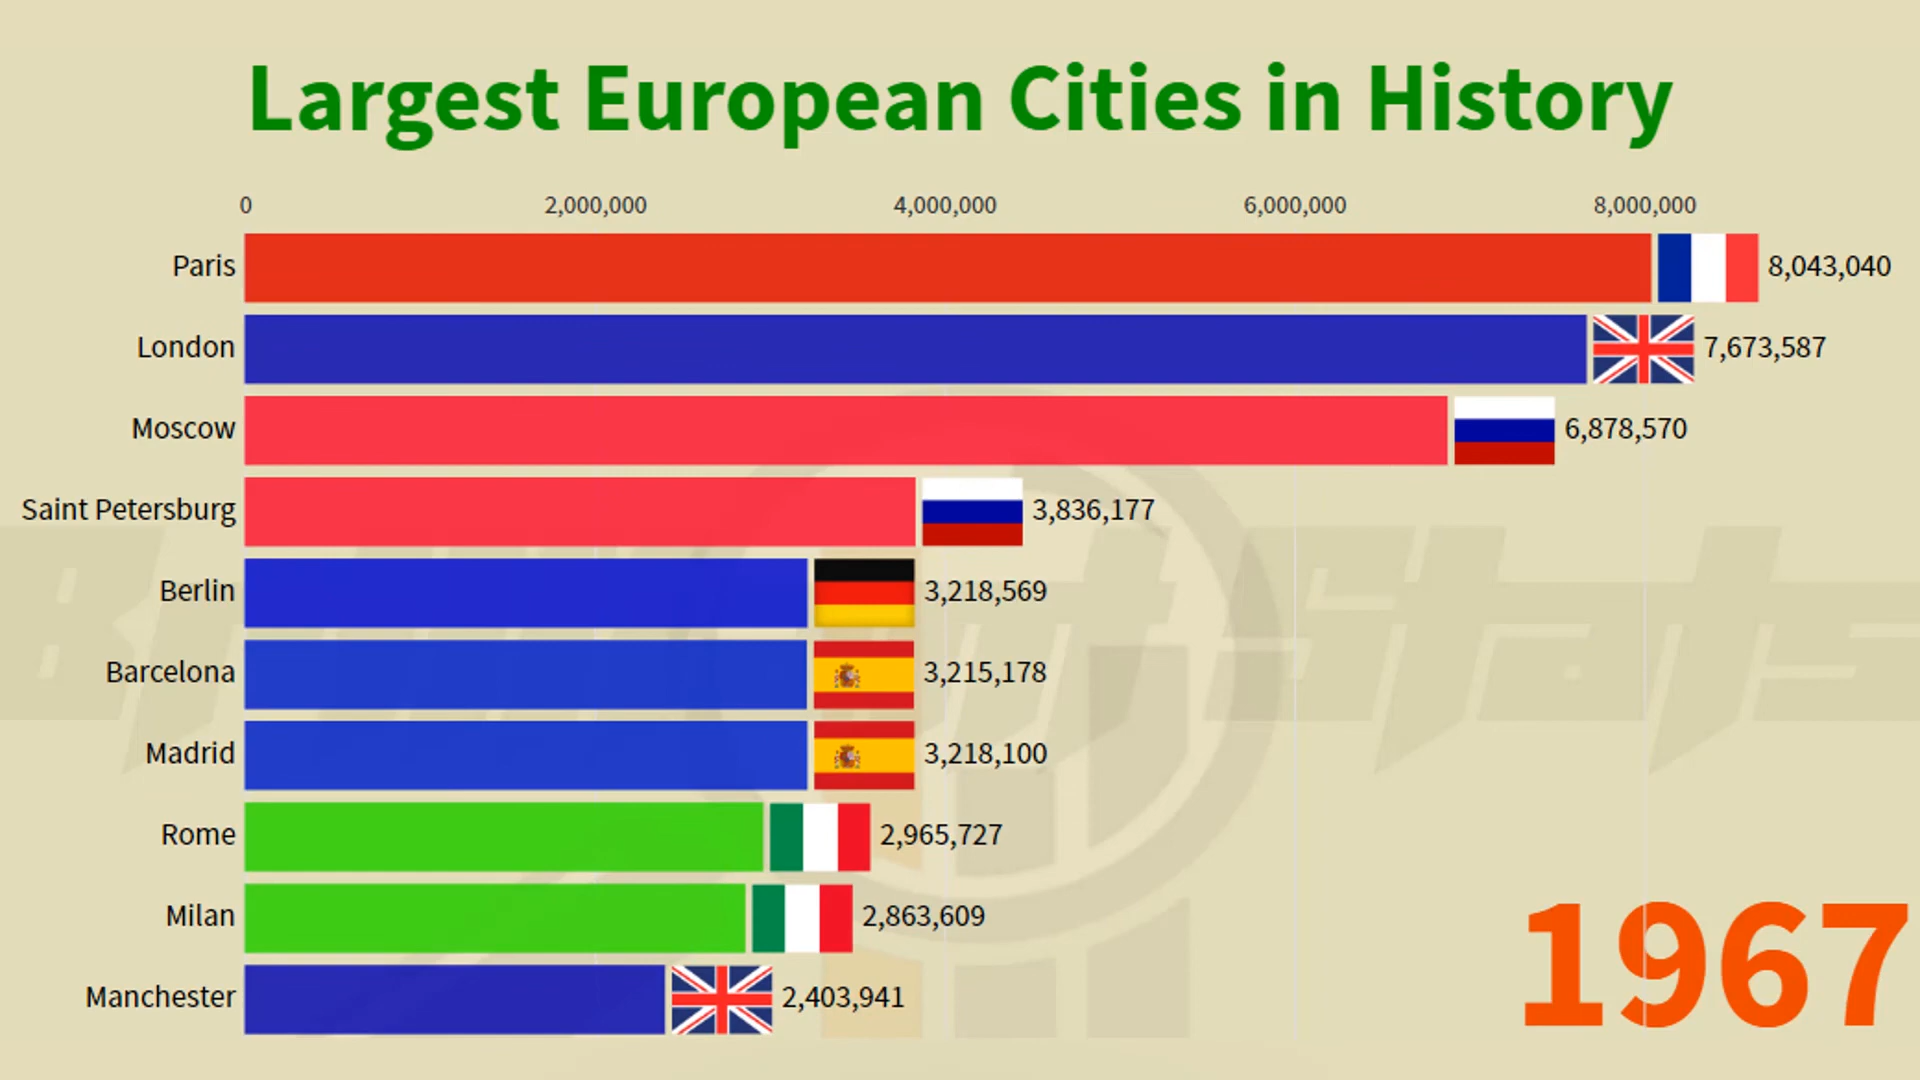 Largest European Cities in History
0 2,000,000 4,000,000 6,000,000 8,000,000
Paris 8,043,040
London 7,673,587
Moscow 6,878,570
Saint Petersburg 3,836,177
Berlin 3,218,569
Barcelona 3,215,178
Madrid 3,218,100
Rome 2,965,727
Milan 2,863,609
Manchester 2,403,941
1967